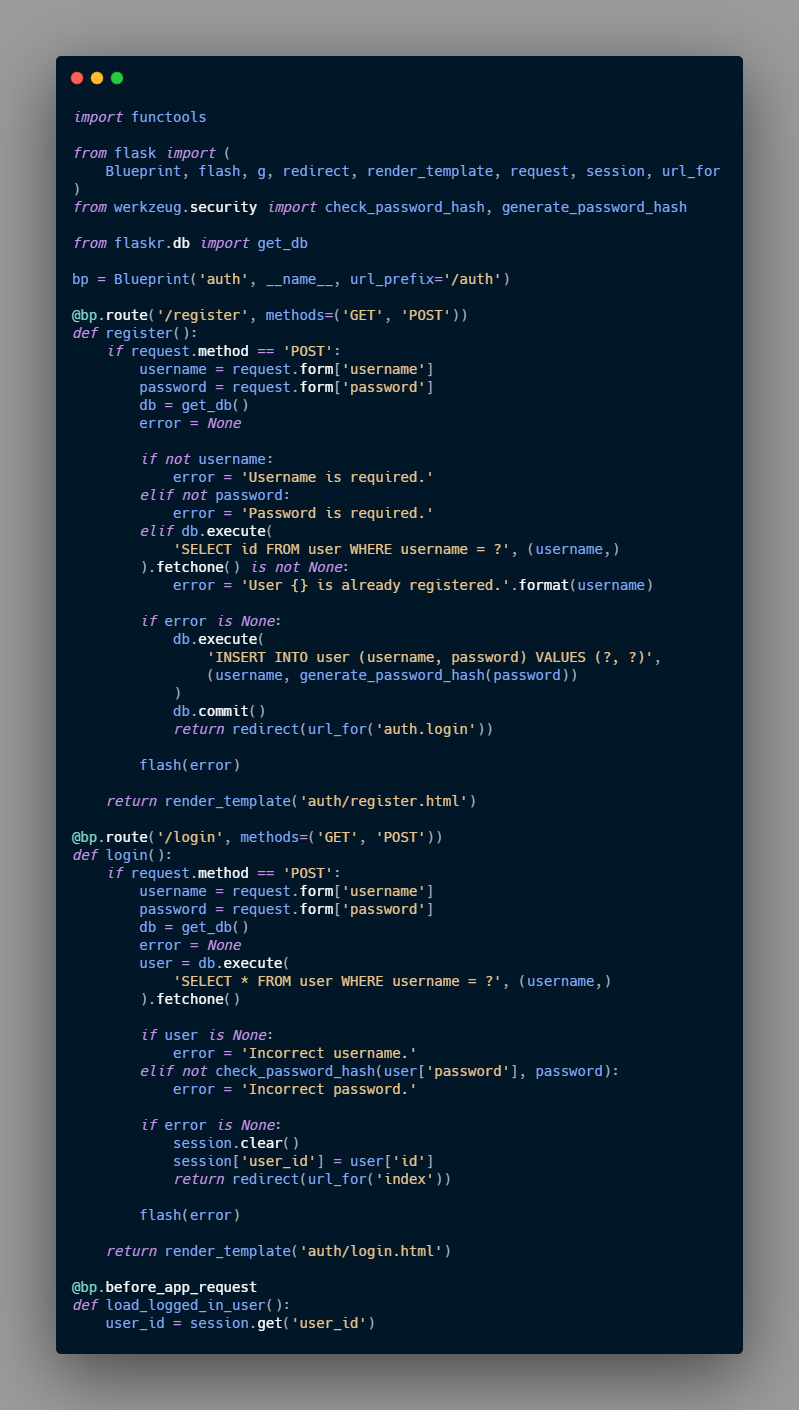 import functools

from flask import (
    Blueprint, flash, g, redirect, render_template, request, session, url_for
)
from werkzeug.security import check_password_hash, generate_password_hash

from flaskr.db import get_db

bp = Blueprint('auth', __name__, url_prefix='/auth')

@bp.route('/register', methods=('GET', 'POST'))
def register():
    if request.method == 'POST':
        username = request.form['username']
        password = request.form['password']
        db = get_db()
        error = None

        if not username:
            error = 'Username is required.'
        elif not password:
            error = 'Password is required.'
        elif db.execute(
            'SELECT id FROM user WHERE username = ?', (username,)
        ).fetchone() is not None:
            error = 'User {} is already registered.'.format(username)

        if error is None:
            db.execute(
                'INSERT INTO user (username, password) VALUES (?, ?)',
                (username, generate_password_hash(password))
            )
            db.commit()
            return redirect(url_for('auth.login'))

        flash(error)

    return render_template('auth/register.html')

@bp.route('/login', methods=('GET', 'POST'))
def login():
    if request.method == 'POST':
        username = request.form['username']
        password = request.form['password']
        db = get_db()
        error = None
        user = db.execute(
            'SELECT * FROM user WHERE username = ?', (username,)
        ).fetchone()

        if user is None:
            error = 'Incorrect username.'
        elif not check_password_hash(user['password'], password):
            error = 'Incorrect password.'

        if error is None:
            session.clear()
            session['user_id'] = user['id']
            return redirect(url_for('index'))

        flash(error)

    return render_template('auth/login.html')

@bp.before_app_request
def load_logged_in_user():
    user_id = session.get('user_id')